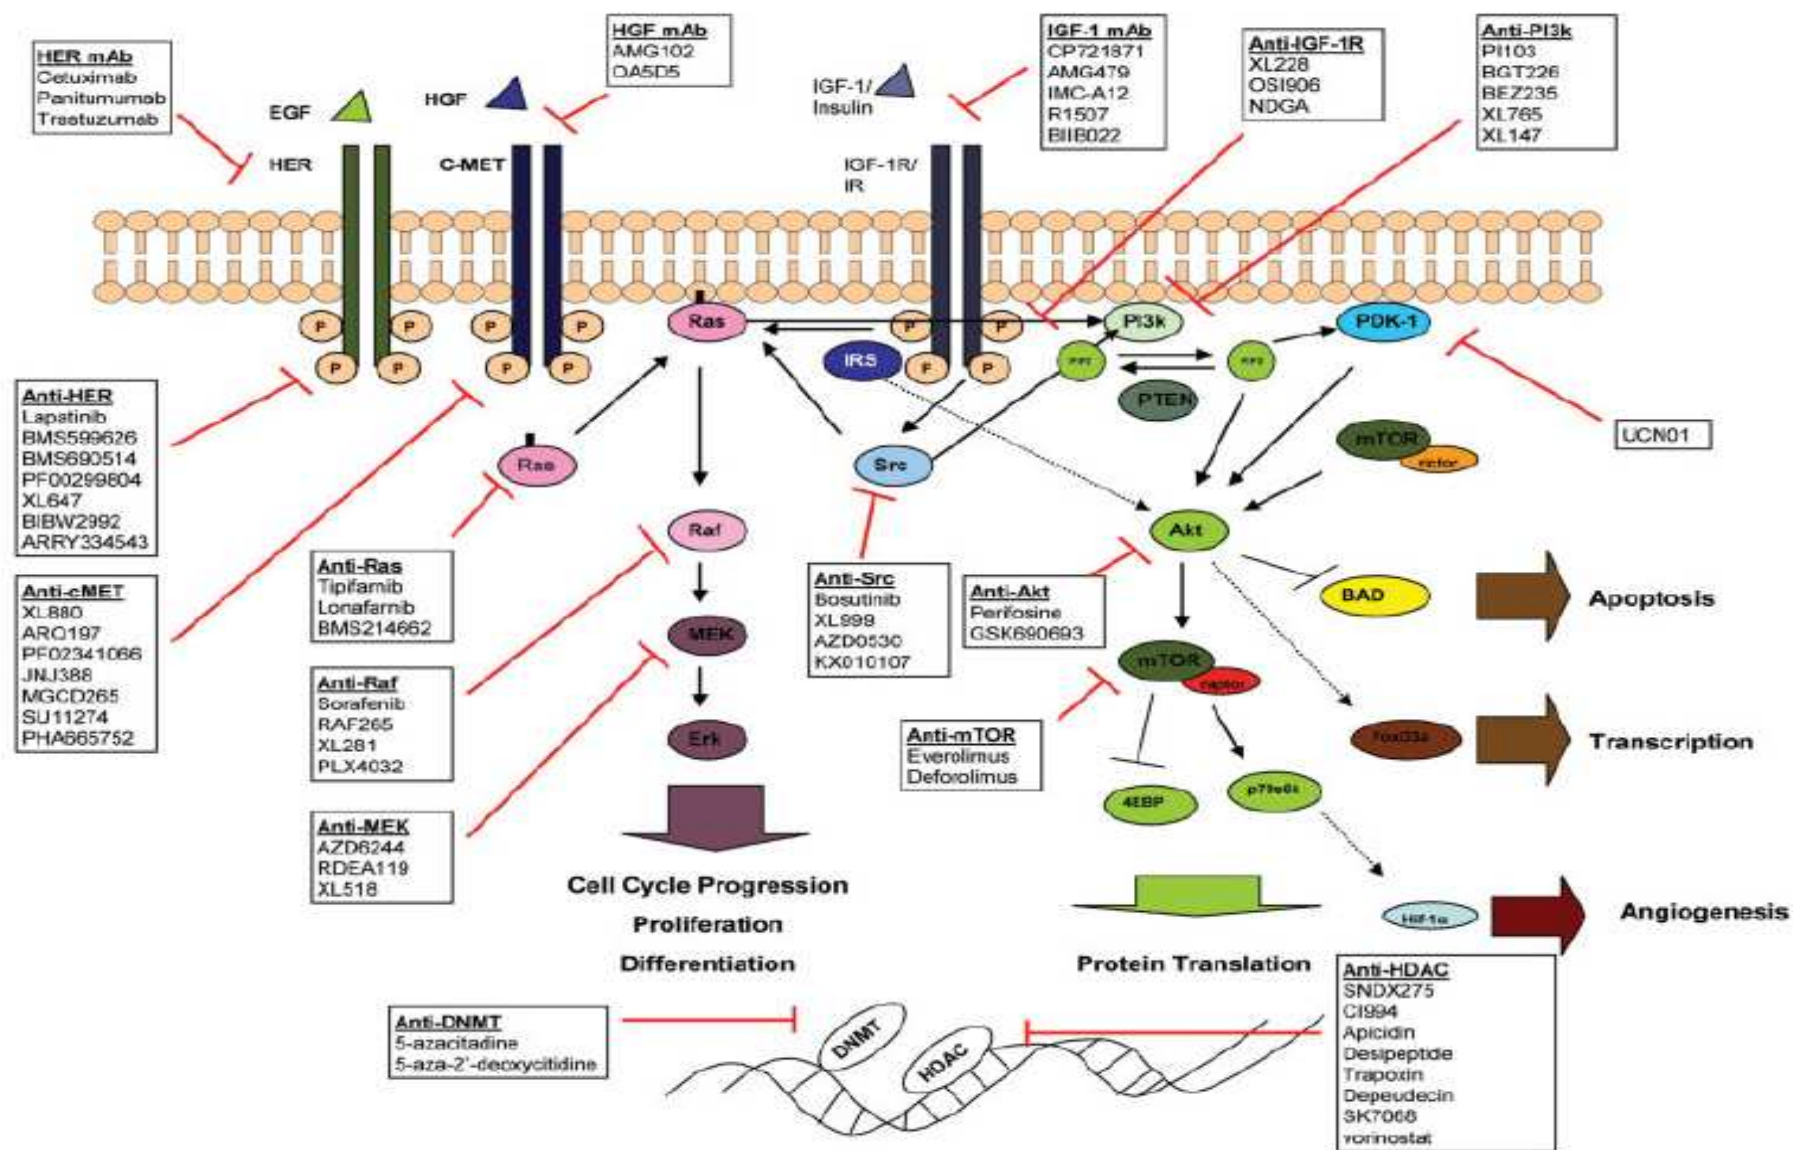 HER mAb
Cetuximab
Panitumumab
Trastuzumab
HGF mAb
AMG102
OA5D5
IGF-1 mAb
CP721871
AMG479
IMC-A12
R1507
BIIB022
Anti-IGF-1R
XL228
OSI906
NDGA
Anti-PI3k
PI103
BGT226
BEZ235
XL765
XL147
EGF
HGF
IGF-1/
Insulin
HER
C-MET
IGF-1R/
IR
P
P
P
P
P
P
P
P
P
P
P
P
Ras
IRS
PI3k
PDK-1
PTEN
mTOR
rictor
UCN01
Anti-HER
Lapatinib
BMS599626
BMS690514
PF00299804
XL647
BIBW2992
ARRY334543
Ras
Src
Raf
Akt
Anti-cMET
XL880
ARQ197
PF02341066
JNJ388
MGCD265
SU11274
PHA665752
Anti-Ras
Tipifarnib
Lonafarnib
BMS214662
Anti-Src
Bosutinib
XL999
AZD0530
KX010107
Anti-Akt
Perifosine
GSK690693
BAD
Apoptosis
MEK
mTOR
raptor
Anti-Raf
Sorafenib
RAF265
XL281
PLX4032
Erk
Anti-mTOR
Everolimus
Deforolimus
Transcription
4EBP
Anti-MEK
AZD6244
RDEA119
XL518
Cell Cycle Progression
Proliferation
Differentiation
Protein Translation
Hif-1α
Angiogenesis
Anti-DNMT
5-azacitadine
5-aza-2'-deoxycitidine
DNMT
HDAC
Anti-HDAC
SNDX275
CI994
Apicidin
Desipeptide
Trapoxin
Depeudecin
SK7068
vorinostat